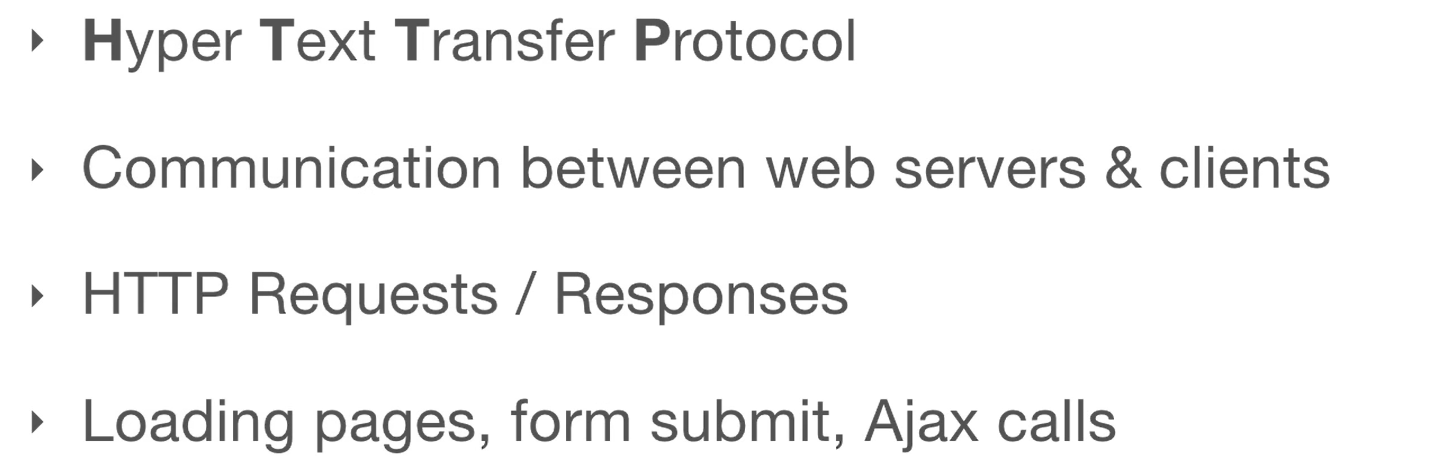 Hyper Text Transfer Protocol
Communication between web servers & clients
HTTP Requests / Responses
Loading pages, form submit, Ajax calls